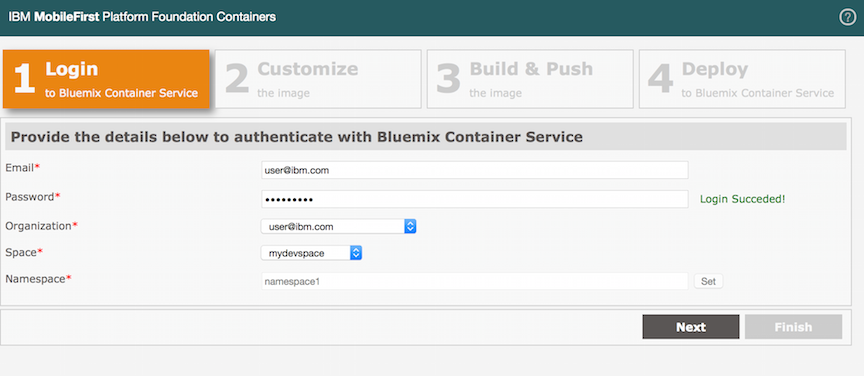 IBM MobileFirst Platform Foundation Containers ?
1 Login
to Bluemix Container Service
2 Customize
the image
3 Build & Push
the image
4 Deploy
to Bluemix Container Service
Provide the details below to authenticate with Bluemix Container Service
Email* user@ibm.com
Password* ••••••••• Login Succeded!
Organization* user@ibm.com
Space* mydevspace
Namespace* namespace1 Set
Next Finish